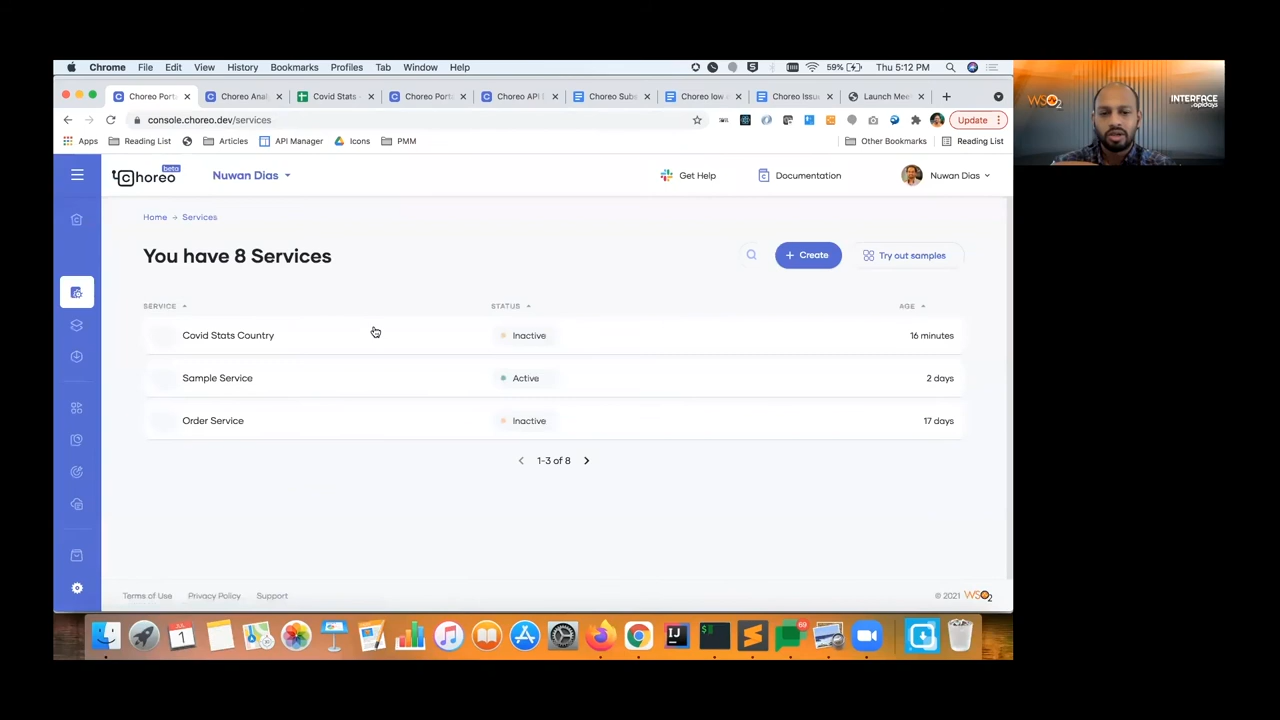 Chrome File Edit View History Bookmarks Profiles Tab Window Help 59% Thu 5:12 PM
Choreo Port Choreo Anal Covid Stats - Choreo Port Choreo API Choreo Subs Choreo low Choreo Issu Launch Mee
console.choreo.dev/services Update
Apps Reading List Articles API Manager Icons PMM Other Bookmarks Reading List
Choreo beta Nuwan Dias Get Help Documentation Nuwan Dias
Home → Services
You have 8 Services + Create Try out samples
SERVICE STATUS AGE
Covid Stats Country Inactive 16 minutes
Sample Service Active 2 days
Order Service Inactive 17 days
1-3 of 8
Terms of Use Privacy Policy Support © 2021 WSO2
JUL 1 IJ $ 69
WSO2 INTERFACE